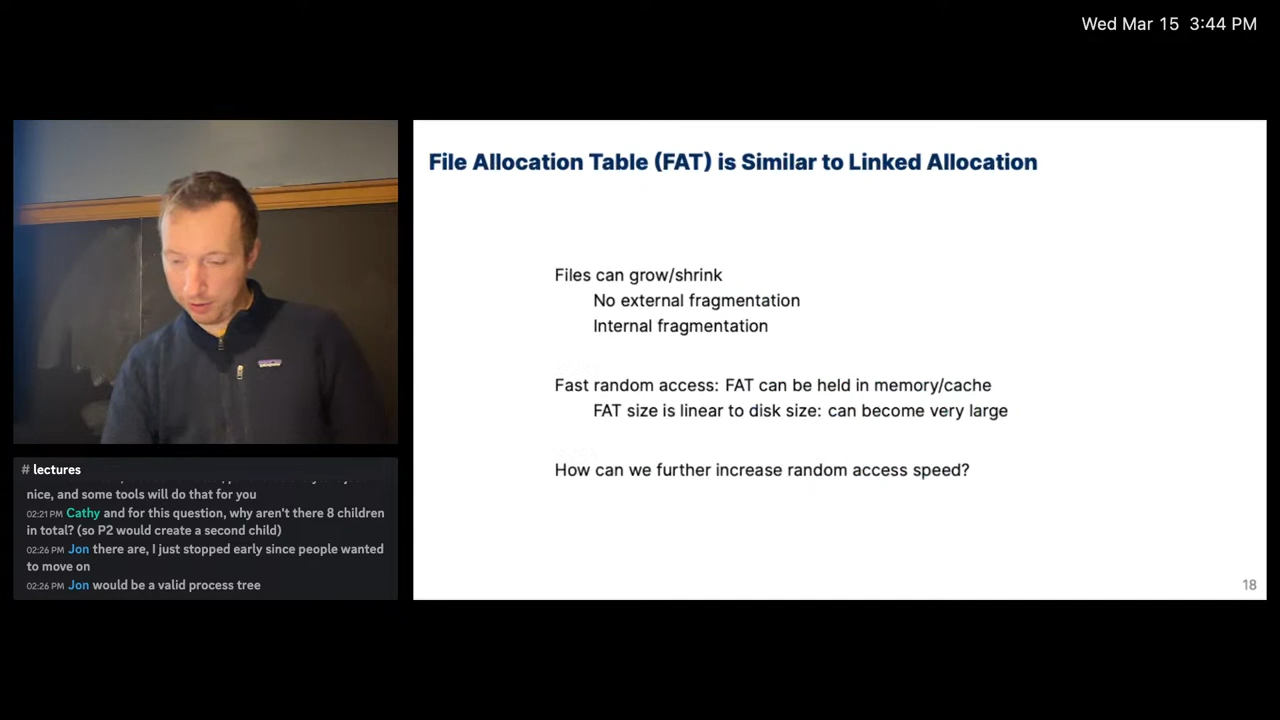 Wed Mar 15 3:44 PM
File Allocation Table (FAT) is Similar to Linked Allocation
Files can grow/shrink
No external fragmentation
Internal fragmentation
Fast random access: FAT can be held in memory/cache
FAT size is linear to disk size: can become very large
How can we further increase random access speed?
18
# lectures
nice, and some tools will do that for you
02:21 PM Cathy and for this question, why aren't there 8 children
in total? (so P2 would create a second child)
02:26 PM Jon there are, I just stopped early since people wanted
to move on
02:26 PM Jon would be a valid process tree